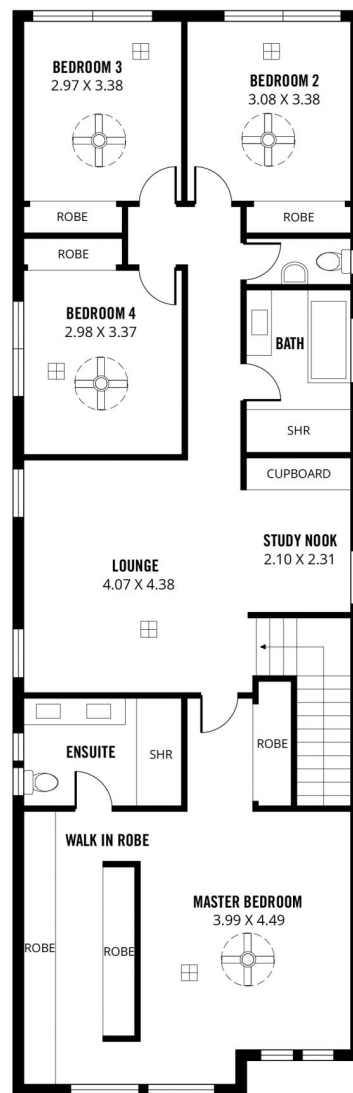 BEDROOM 3
2.97 X 3.38
BEDROOM 2
3.08 X 3.38
ROBE
ROBE
ROBE
BEDROOM 4
2.98 X 3.37
BATH
SHR
CUPBOARD
STUDY NOOK
2.10 X 2.31
LOUNGE
4.07 X 4.38
ENSUITE
SHR
ROBE
WALK IN ROBE
MASTER BEDROOM
3.99 X 4.49
ROBE
ROBE